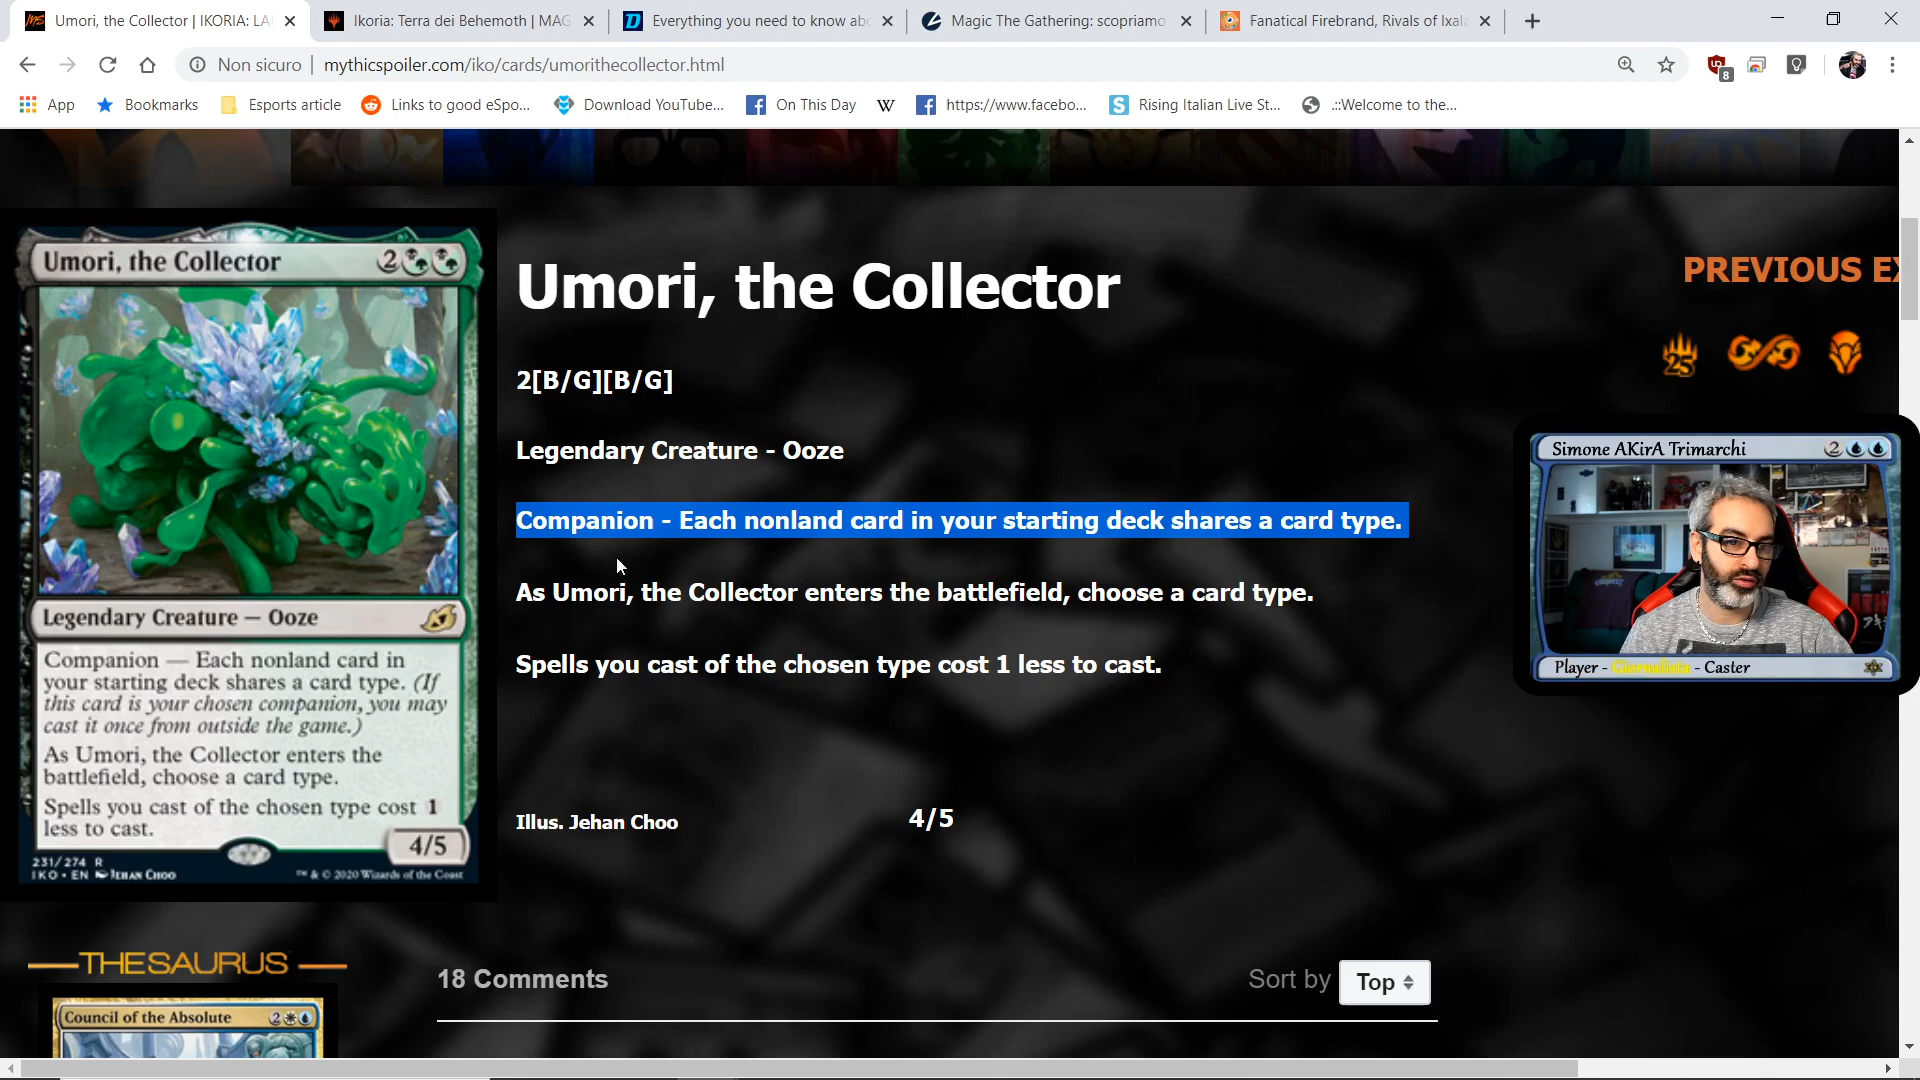 Umori, the Collector | IKORIA: LA
Ikoria: Terra dei Behemoth | MAG
Everything you need to know abo
Magic The Gathering: scopriamo
Fanatical Firebrand, Rivals of Ixala
Non sicuro | mythicspoiler.com/iko/cards/umorithecollector.html
8
App
Bookmarks
Esports article
Links to good eSpo...
Download YouTube...
On This Day
W
https://www.facebo...
Rising Italian Live St...
.::Welcome to the...
Umori, the Collector 2
Legendary Creature — Ooze
Companion — Each nonland card in
your starting deck shares a card type. (If
this card is your chosen companion, you may
cast it once from outside the game.)
As Umori, the Collector enters the
battlefield, choose a card type.
Spells you cast of the chosen type cost 1
less to cast.
4/5
231/274 R
IKO • EN Jehan Choo
™ & © 2020 Wizards of the Coast
Umori, the Collector
2[B/G][B/G]
Legendary Creature - Ooze
Companion - Each nonland card in your starting deck shares a card type.
As Umori, the Collector enters the battlefield, choose a card type.
Spells you cast of the chosen type cost 1 less to cast.
Illus. Jehan Choo
4/5
PREVIOUS EX
25
Simone AKirA Trimarchi 2
Player - Giornalista - Caster
THESAURUS
Council of the Absolute 2
18 Comments
Sort by Top